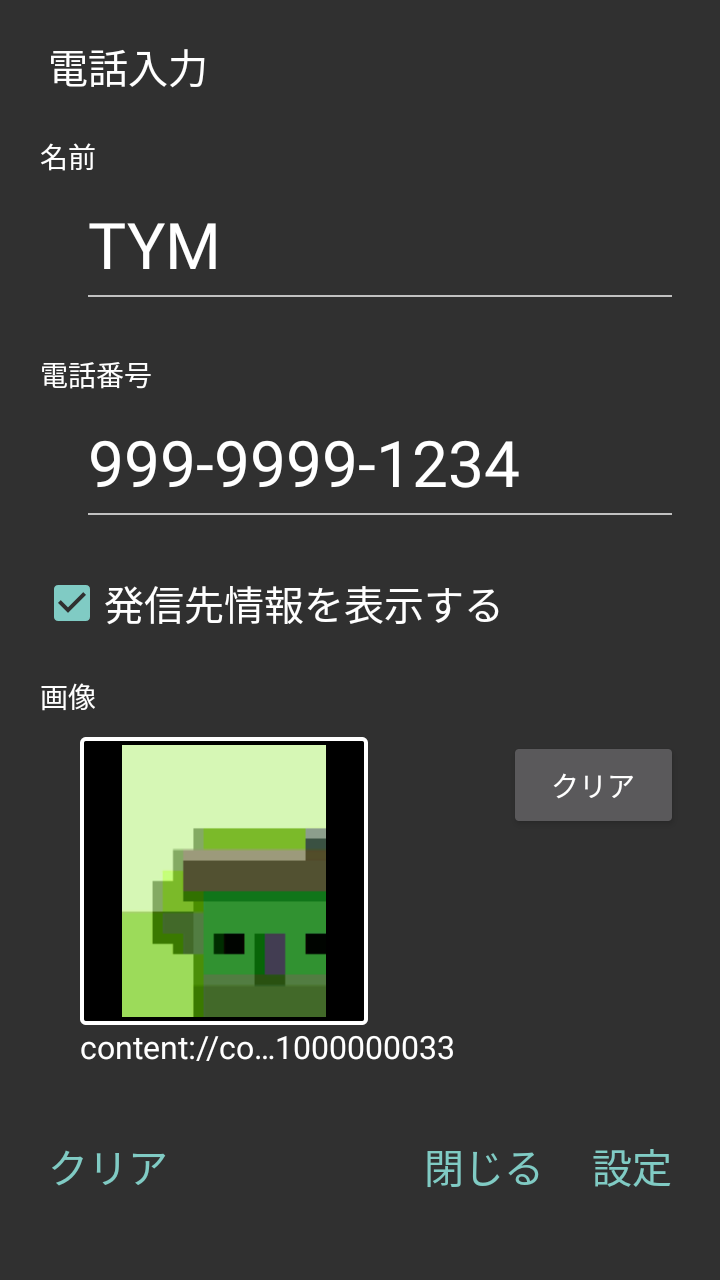 電話入力
名前
TYM
電話番号
999-9999-1234
発信先情報を表示する
画像
クリア
content://co…1000000033
クリア 閉じる 設定